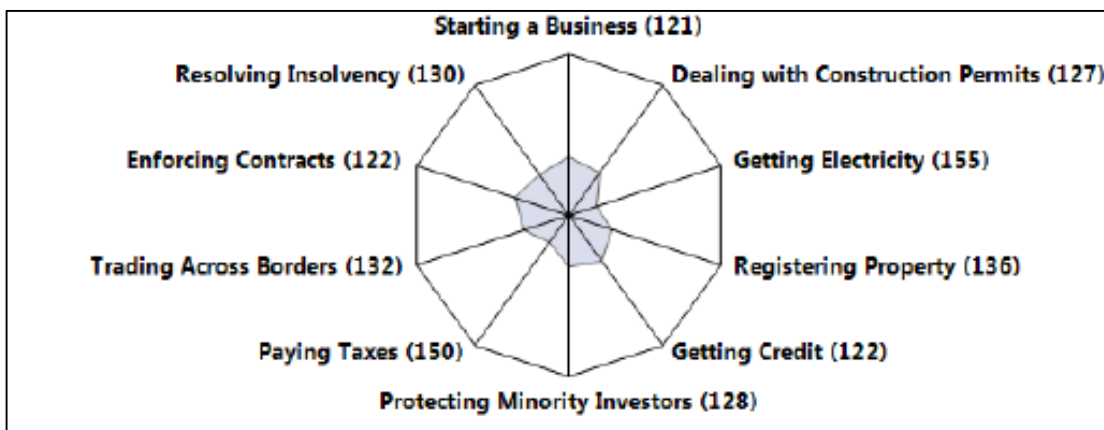 Starting a Business (121)
Resolving Insolvency (130)
Dealing with Construction Permits (127)
Enforcing Contracts (122)
Getting Electricity (155)
Trading Across Borders (132)
Registering Property (136)
Paying Taxes (150)
Getting Credit (122)
Protecting Minority Investors (128)